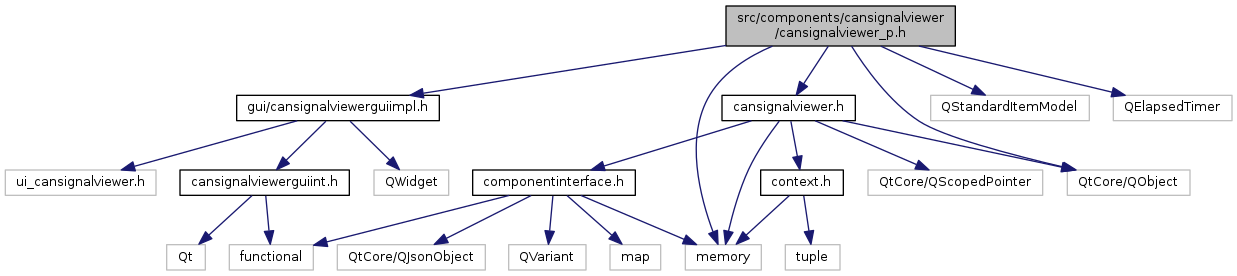 src/components/cansignalviewer
/cansignalviewer_p.h
gui/cansignalviewerguiimpl.h
cansignalviewer.h
QStandardItemModel
QElapsedTimer
ui_cansignalviewer.h
cansignalviewerguiint.h
QWidget
componentinterface.h
context.h
QtCore/QScopedPointer
QtCore/QObject
Qt
functional
QtCore/QJsonObject
QVariant
map
memory
tuple